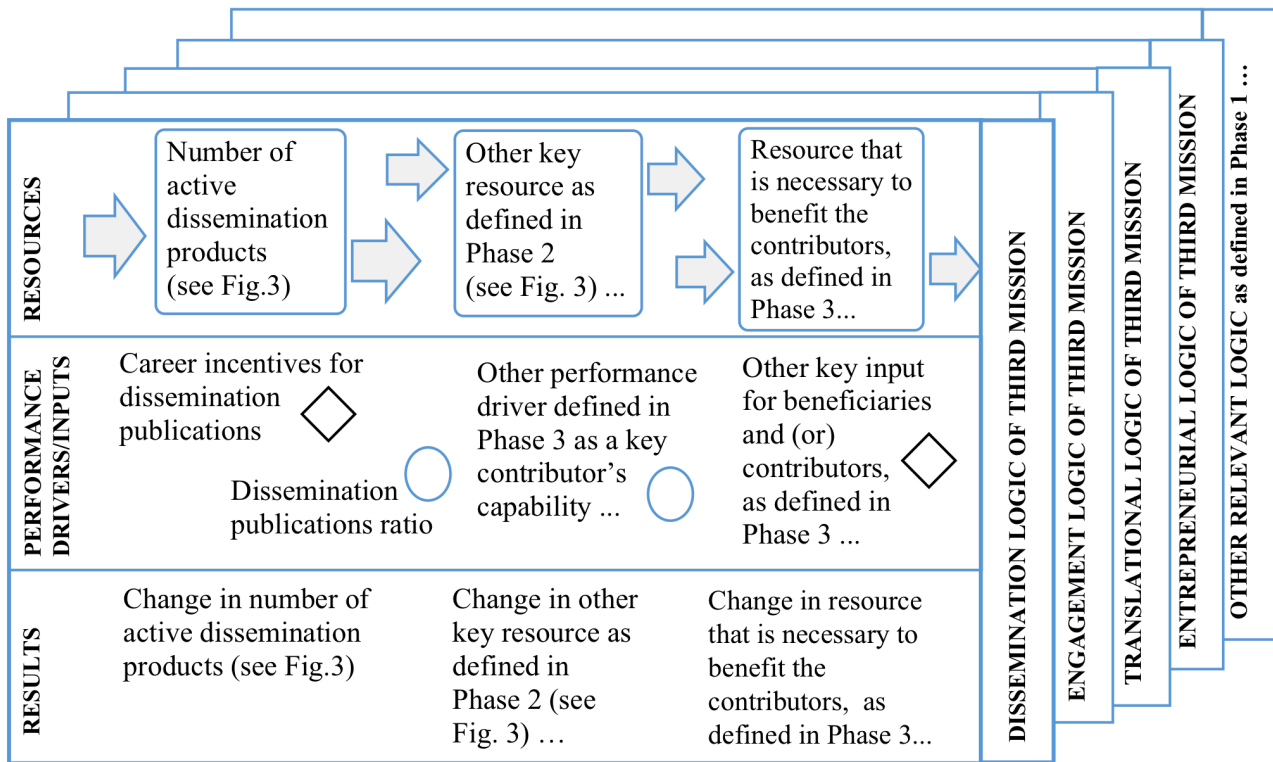 RESOURCES
Number of
active
dissemination
products
(see Fig.3)
Other key
resource as
defined in
Phase 2
(see Fig. 3) ...
Resource that
is necessary to
benefit the
contributors,
as defined in
Phase 3...
PERFORMANCE
DRIVERS/INPUTS
Career incentives for
dissemination
publications
Dissemination
publications ratio
Other performance
driver defined in
Phase 3 as a key
contributor’s
capability ...
Other key input
for beneficiaries
and (or)
contributors,
as defined in
Phase 3 ...
RESULTS
Change in number of
active dissemination
products (see Fig.3)
Change in other
key resource as
defined in
Phase 2 (see
Fig. 3) …
Change in resource
that is necessary to
benefit the
contributors, as
defined in Phase 3...
DISSEMINATION LOGIC OF THIRD MISSION
ENGAGEMENT LOGIC OF THIRD MISSION
TRANSLATIONAL LOGIC OF THIRD MISSION
ENTREPRENEURIAL LOGIC OF THIRD MISSION
OTHER RELEVANT LOGIC as defined in Phase 1 …